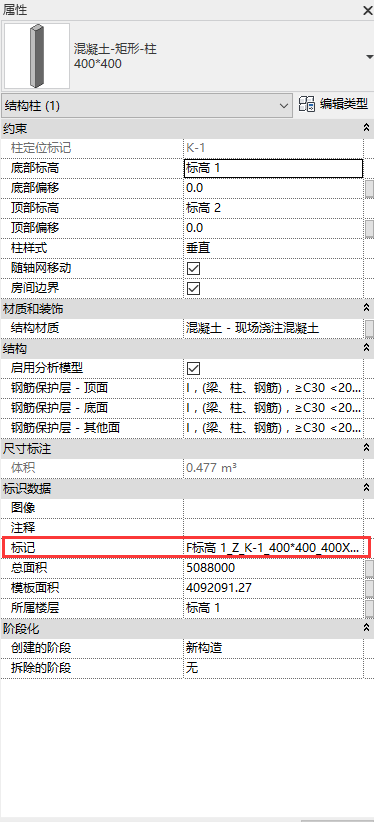 属性
混凝土-矩形-柱
400*400
结构柱 (1)
编辑类型
约束
柱定位标记 K-1
底部标高 标高 1
底部偏移 0.0
顶部标高 标高 2
顶部偏移 0.0
柱样式 垂直
随轴网移动
房间边界
材质和装饰
结构材质 混凝土 - 现场浇注混凝土
结构
启用分析模型
钢筋保护层 - 顶面 I，(梁、柱、钢筋)，≥C30 <20...
钢筋保护层 - 底面 I，(梁、柱、钢筋)，≥C30 <20...
钢筋保护层 - 其他面 I，(梁、柱、钢筋)，≥C30 <20...
尺寸标注
体积 0.477 m³
标识数据
图像
注释
标记 F标高 1_Z_K-1_400*400_400X...
总面积 5088000
模板面积 4092091.27
所属楼层 标高 1
阶段化
创建的阶段 新构造
拆除的阶段 无